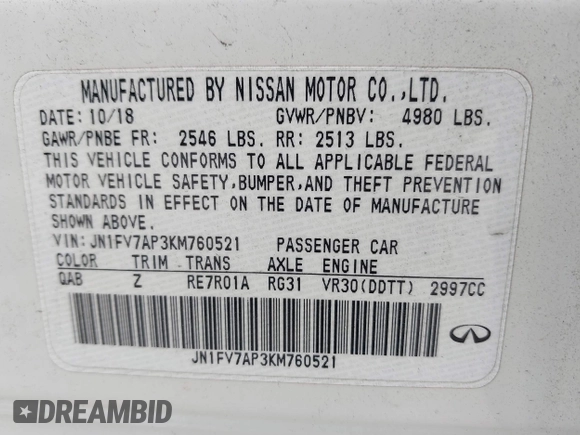 MANUFACTURED BY NISSAN MOTOR CO.,LTD.
DATE: 10/18 GVWR/PNBV: 4980 LBS.
GAWR/PNBE FR: 2546 LBS. RR: 2513 LBS.
THIS VEHICLE CONFORMS TO ALL APPLICABLE FEDERAL
MOTOR VEHICLE SAFETY,BUMPER,AND THEFT PREVENTION
STANDARDS IN EFFECT ON THE DATE OF MANUFACTURE
SHOWN ABOVE.
VIN: JN1FV7AP3KM760521 PASSENGER CAR
COLOR TRIM TRANS AXLE ENGINE
QAB Z RE7R01A RG31 VR30(DDTT) 2997CC
JN1FV7AP3KM760521
DREAMBID